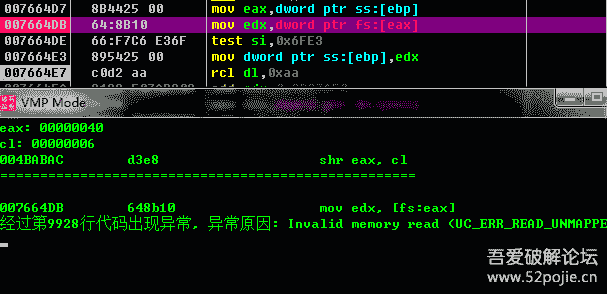 007664D7 8B4425 00 mov eax,dword ptr ss:[ebp]
007664DB 64:8B10 mov edx,dword ptr fs:[eax]
007664DE 66:F7C6 E36F test si,0x6FE3
007664E3 895425 00 mov dword ptr ss:[ebp],edx
007664E7 c0d2 aa rcl dl,0xaa
VMP Mode
eax: 00000040
cl: 00000006
004BABAC d3e8 shr eax, cl
==================================================
007664DB 648b10 mov edx, [fs:eax]
经过第9928行代码出现异常。异常原因: Invalid memory read (UC_ERR_READ_UNMAPPE
吾爱破解论坛
www.52pojie.cn